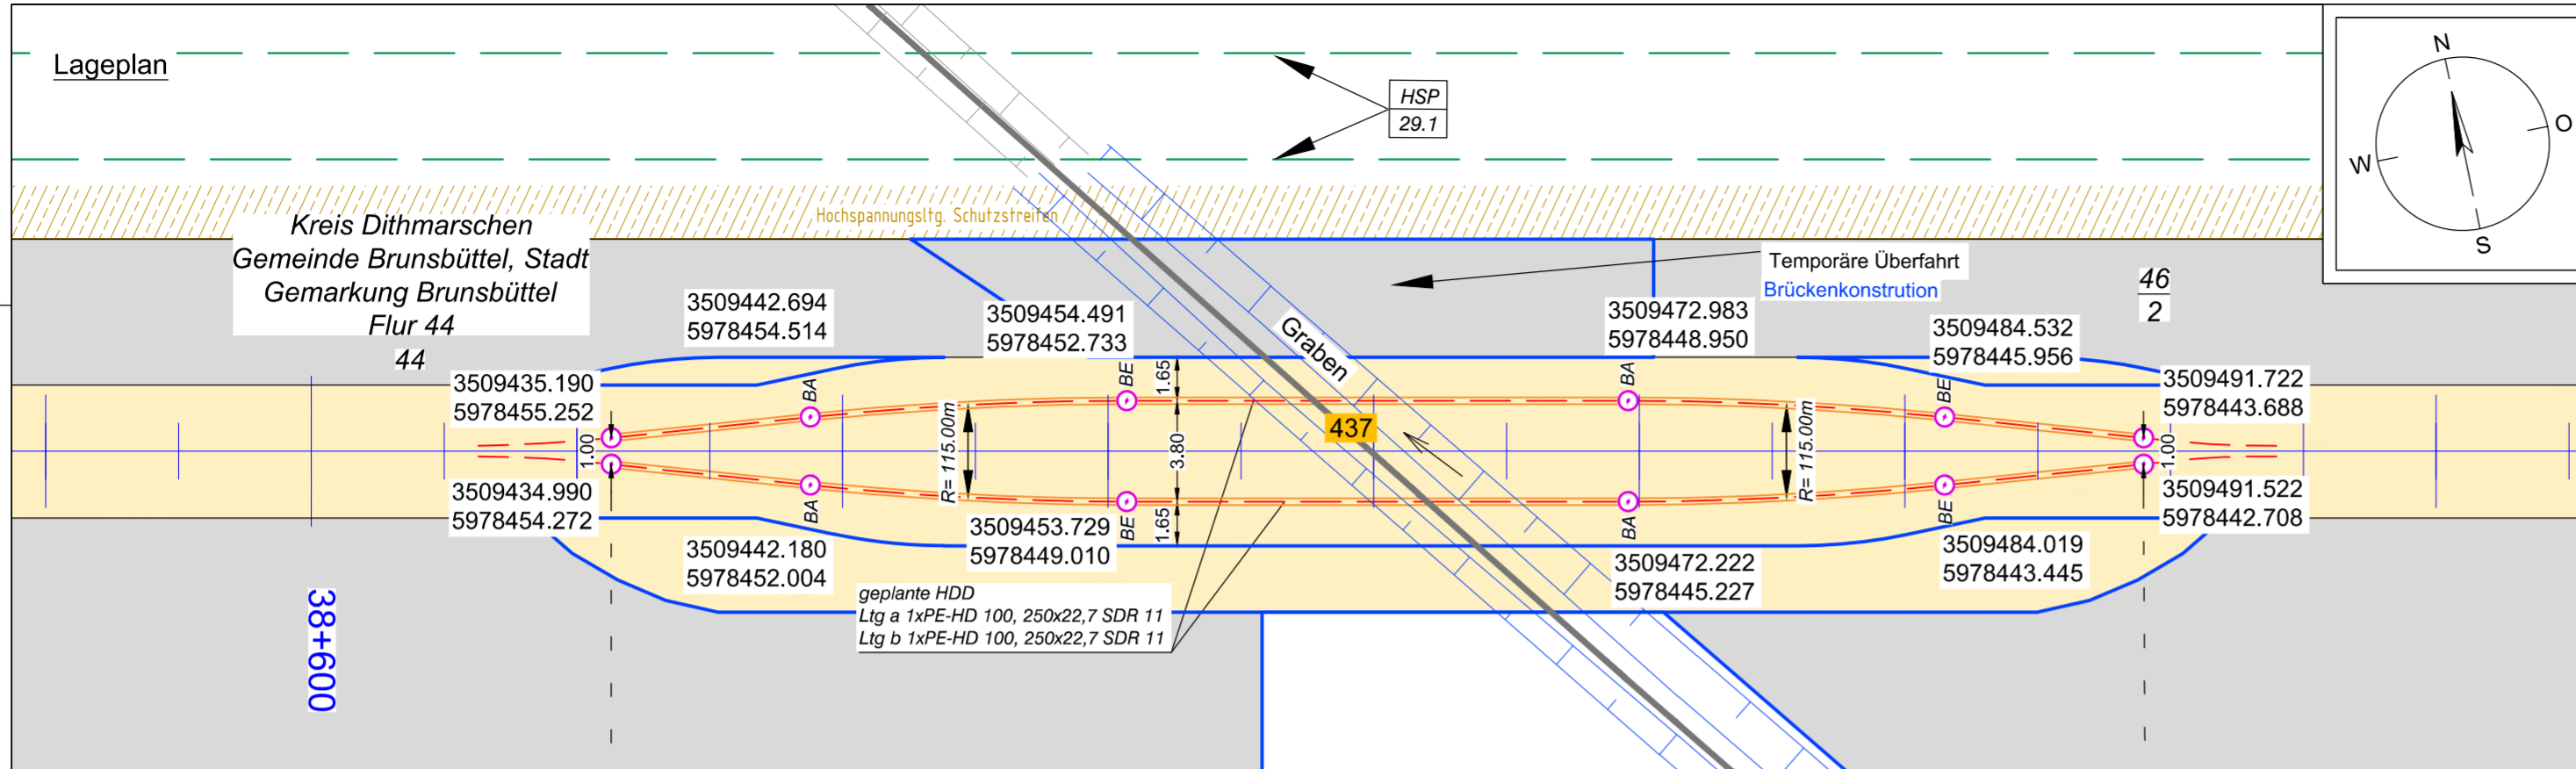 Lageplan
HSP
29.1
N
O
W
S
Hochspannungsltg. Schutzstreifen
Kreis Dithmarschen
Gemeinde Brunsbüttel, Stadt
Gemarkung Brunsbüttel
Flur 44
44
Temporäre Überfahrt
Brückenkonstrution
46
2
3509442.694
5978454.514
3509454.491
5978452.733
3509472.983
5978448.950
3509484.532
5978445.956
3509435.190
5978455.252
3509491.722
5978443.688
Graben
BA
BE
1.65
BA
BE
1.00
R= 115.00m
3.80
437
R= 115.00m
1.00
3509434.990
5978454.272
BA
BE
1.65
BA
BE
3509491.522
5978442.708
3509453.729
5978449.010
3509442.180
5978452.004
3509472.222
5978445.227
3509484.019
5978443.445
geplante HDD
Ltg a 1xPE-HD 100, 250x22,7 SDR 11
Ltg b 1xPE-HD 100, 250x22,7 SDR 11
38+600